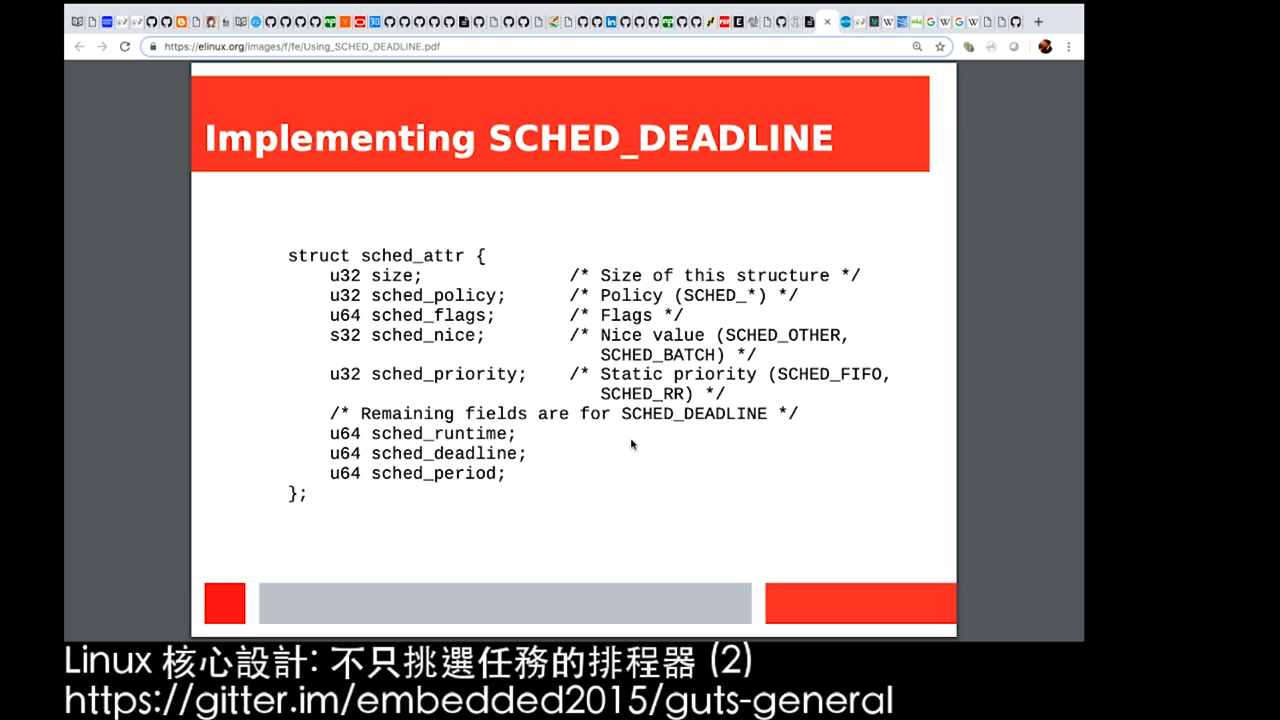 https://elinux.org/images/f/fe/Using_SCHED_DEADLINE.pdf
Implementing SCHED_DEADLINE
struct sched_attr {
u32 size; /* Size of this structure */
u32 sched_policy; /* Policy (SCHED_*) */
u64 sched_flags; /* Flags */
s32 sched_nice; /* Nice value (SCHED_OTHER,
SCHED_BATCH) */
u32 sched_priority; /* Static priority (SCHED_FIFO,
SCHED_RR) */
/* Remaining fields are for SCHED_DEADLINE */
u64 sched_runtime;
u64 sched_deadline;
u64 sched_period;
};
Linux 核心設計: 不只挑選任務的排程器 (2)
https://gitter.im/embedded2015/guts-general